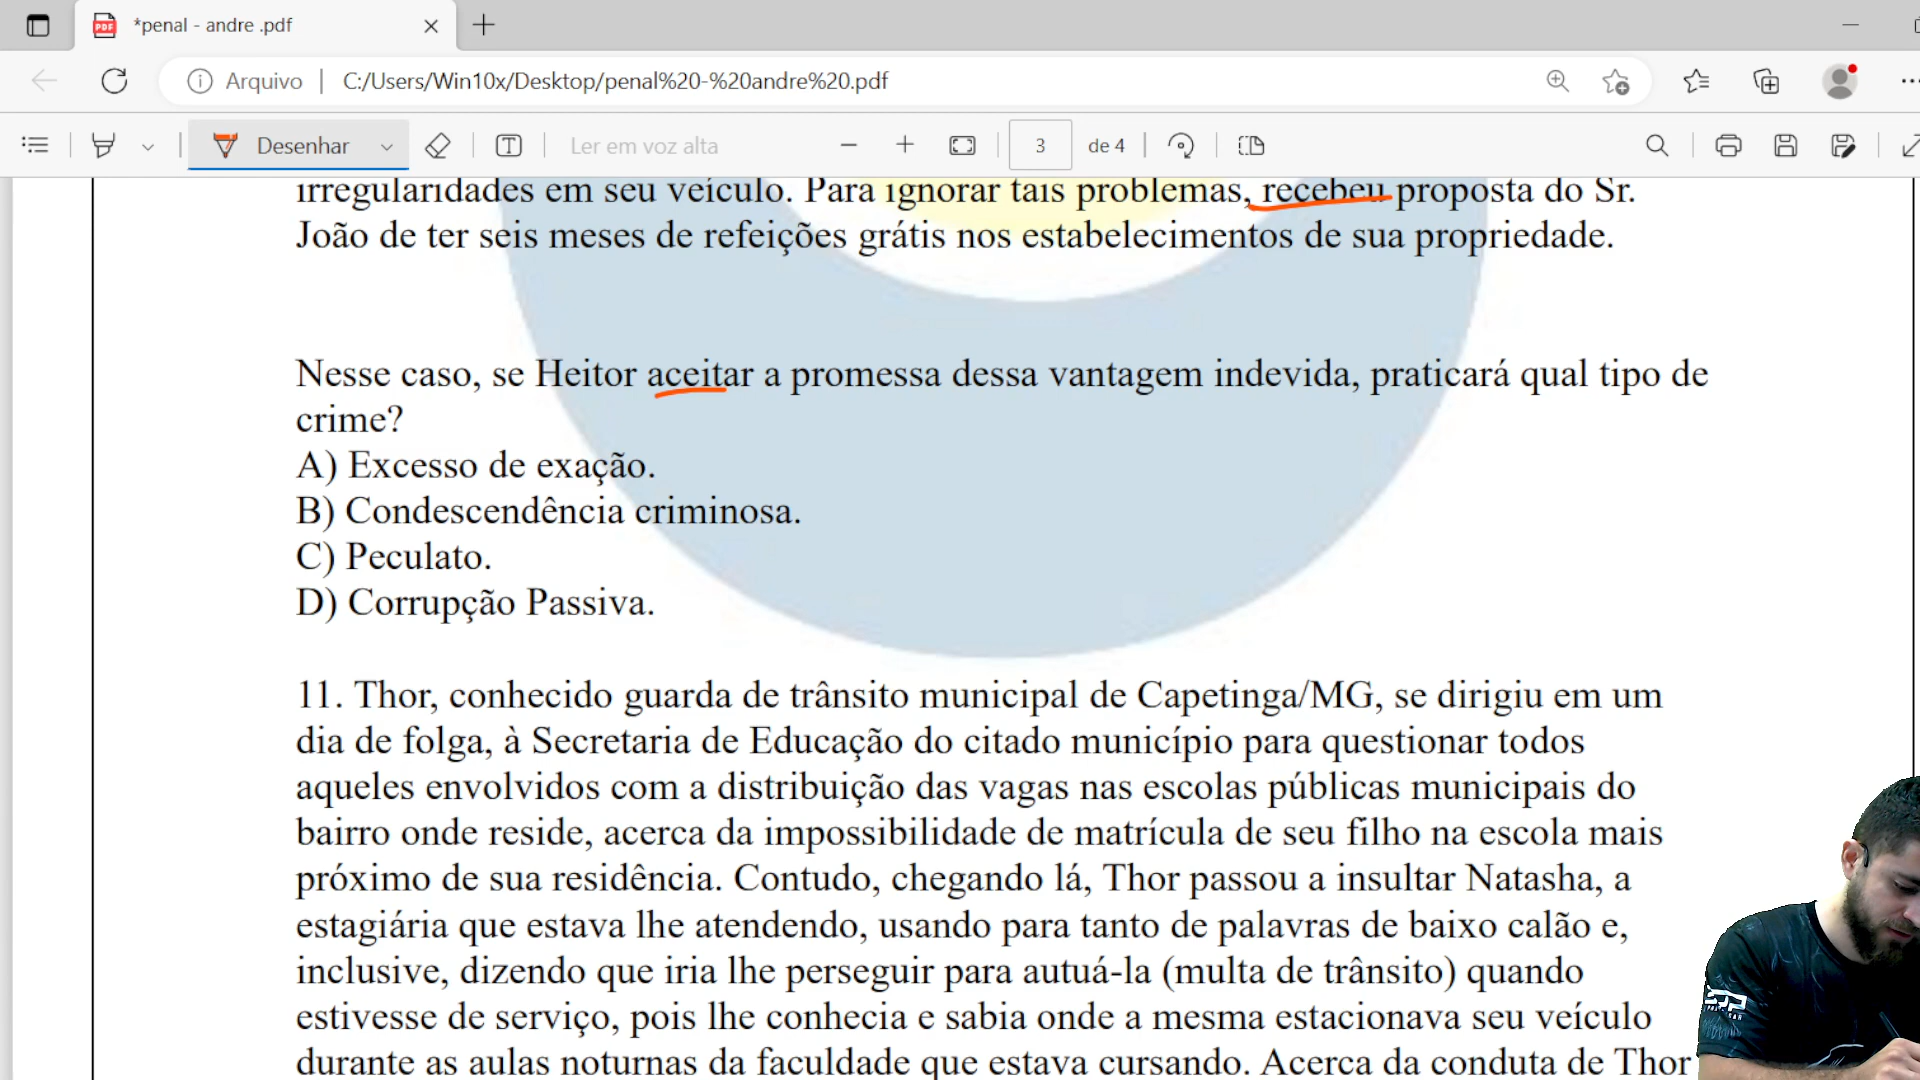 *penal - andre .pdf
Arquivo | C:/Users/Win10x/Desktop/penal%20-%20andre%20.pdf
Desenhar
Ler em voz alta
3 de 4
irregularidades em seu veículo. Para ignorar tais problemas, recebeu proposta do Sr.
João de ter seis meses de refeições grátis nos estabelecimentos de sua propriedade.
Nesse caso, se Heitor aceitar a promessa dessa vantagem indevida, praticará qual tipo de
crime?
A) Excesso de exação.
B) Condescendência criminosa.
C) Peculato.
D) Corrupção Passiva.
11. Thor, conhecido guarda de trânsito municipal de Capetinga/MG, se dirigiu em um
dia de folga, à Secretaria de Educação do citado município para questionar todos
aqueles envolvidos com a distribuição das vagas nas escolas públicas municipais do
bairro onde reside, acerca da impossibilidade de matrícula de seu filho na escola mais
próximo de sua residência. Contudo, chegando lá, Thor passou a insultar Natasha, a
estagiária que estava lhe atendendo, usando para tanto de palavras de baixo calão e,
inclusive, dizendo que iria lhe perseguir para autuá-la (multa de trânsito) quando
estivesse de serviço, pois lhe conhecia e sabia onde a mesma estacionava seu veículo
durante as aulas noturnas da faculdade que estava cursando. Acerca da conduta de Thor